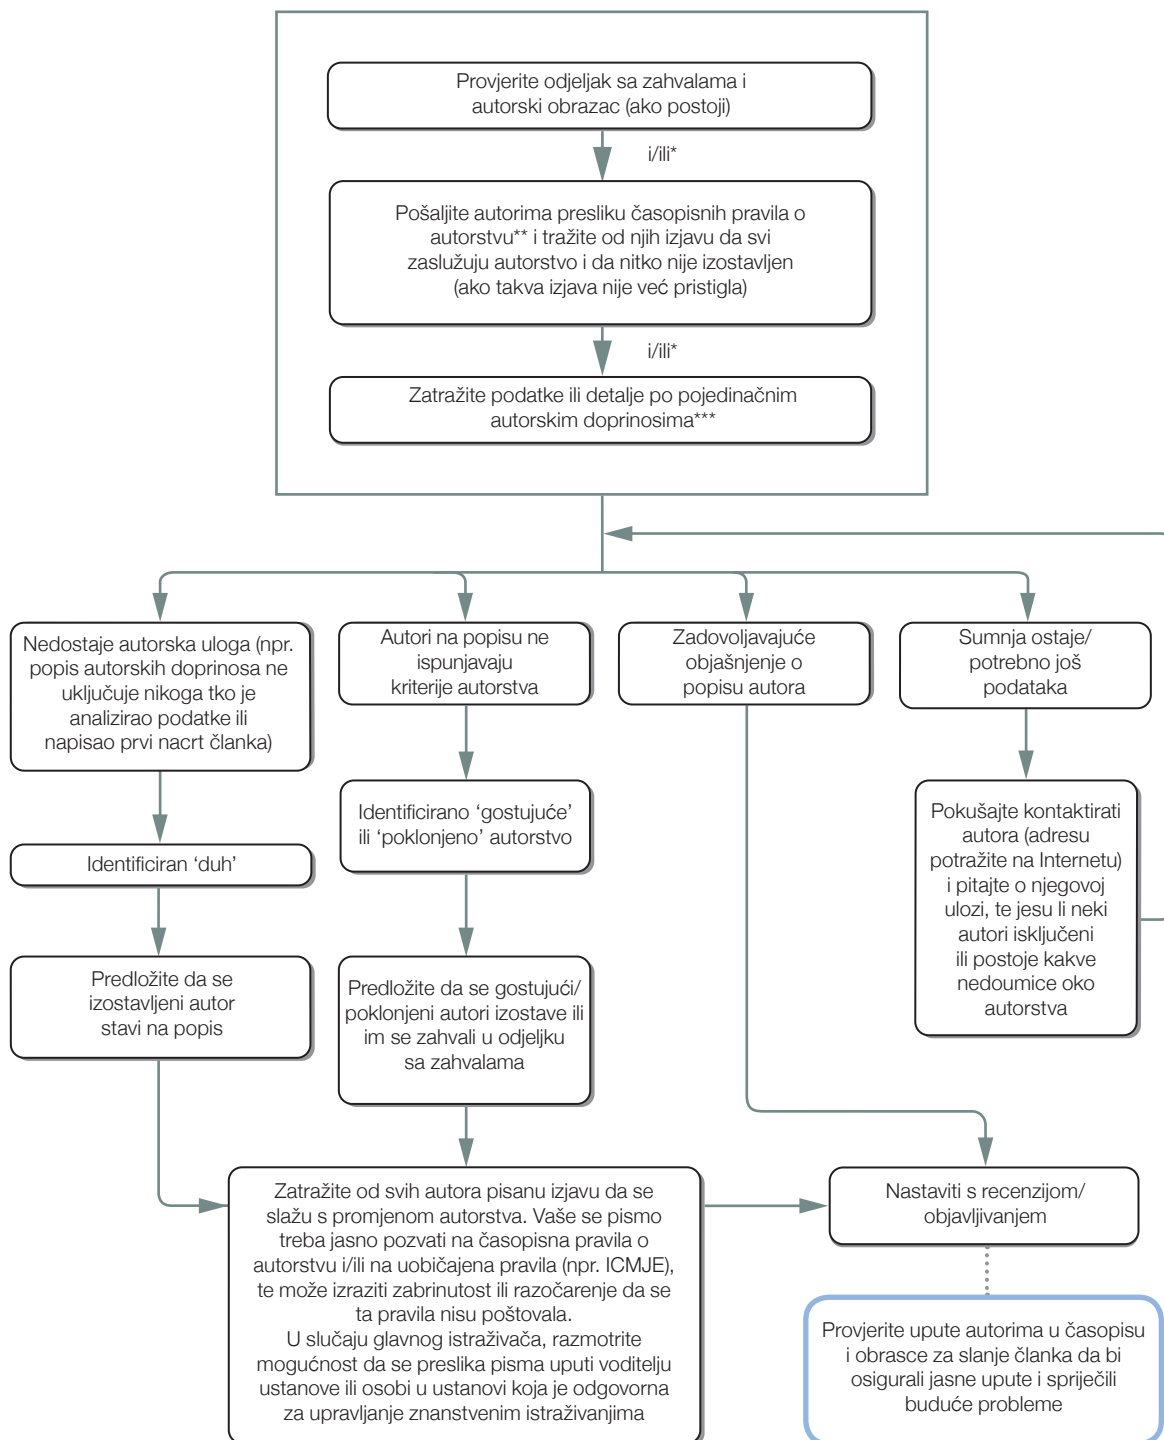 Provjerite odjeljak sa zahvalama i
autorski obrazac (ako postoji)
i/ili*
Pošaljite autorima presliku časopisnih pravila o
autorstvu** i tražite od njih izjavu da svi
zaslužuju autorstvo i da nitko nije izostavljen
(ako takva izjava nije već pristigla)
i/ili*
Zatražite podatke ili detalje po pojedinačnim
autorskim doprinosima***
Nedostaje autorska uloga (npr.
popis autorskih doprinosa ne
uključuje nikoga tko je
analizirao podatke ili
napisao prvi nacrt članka)
Identificiran ‘duh’
Predložite da se
izostavljeni autor
stavi na popis
Autori na popisu ne
ispunjavaju
kriterije autorstva
Identificirano ‘gostujuće’
ili ‘poklonjeno’ autorstvo
Predložite da se gostujući/
poklonjeni autori izostave ili
im se zahvali u odjeljku
sa zahvalama
Zadovoljavajuće
objašnjenje o
popisu autora
Sumnja ostaje/
potrebno još
podataka
Pokušajte kontaktirati
autora (adresu
potražite na Internetu)
i pitajte o njegovoj
ulozi, te jesu li neki
autori isključeni
ili postoje kakve
nedoumice oko
autorstva
Zatražite od svih autora pisanu izjavu da se
slažu s promjenom autorstva. Vaše se pismo
treba jasno pozvati na časopisna pravila o
autorstvu i/ili na uobičajena pravila (npr. ICMJE),
te može izraziti zabrinutost ili razočarenje da se
ta pravila nisu poštovala.
U slučaju glavnog istraživača, razmotrite
mogućnost da se preslika pisma uputi voditelju
ustanove ili osobi u ustanovi koja je odgovorna
za upravljanje znanstvenim istraživanjima
Nastaviti s recenzijom/
objavljivanjem
Provjerite upute autorima u časopisu
i obrasce za slanje članka da bi
osigurali jasne upute i spriječili
buduće probleme